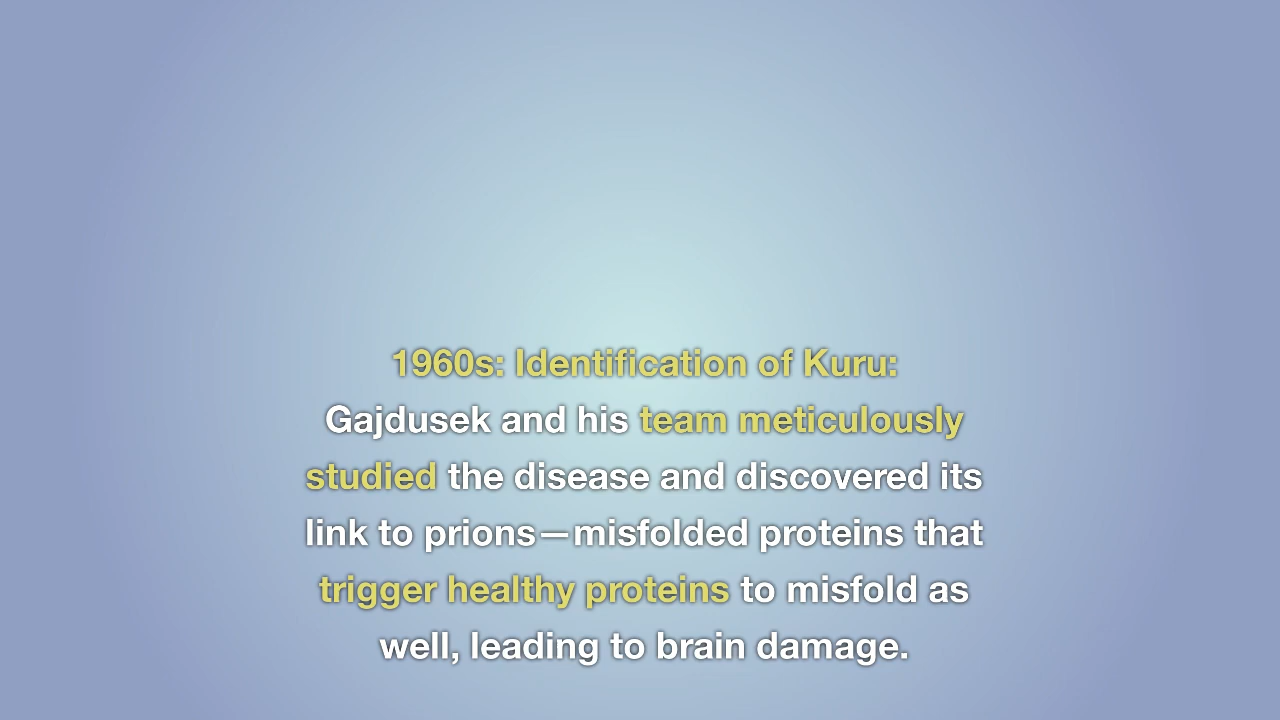 1960s: Identification of Kuru:
Gajdusek and his team meticulously
studied the disease and discovered its
link to prions—misfolded proteins that
trigger healthy proteins to misfold as
well, leading to brain damage.